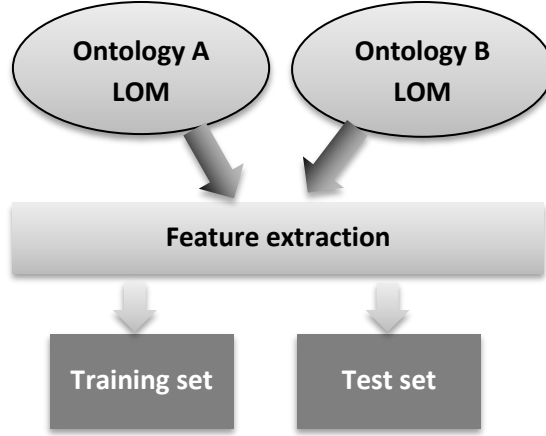 Ontology A
LOM
Ontology B
LOM
Feature extraction
Training set
Test set